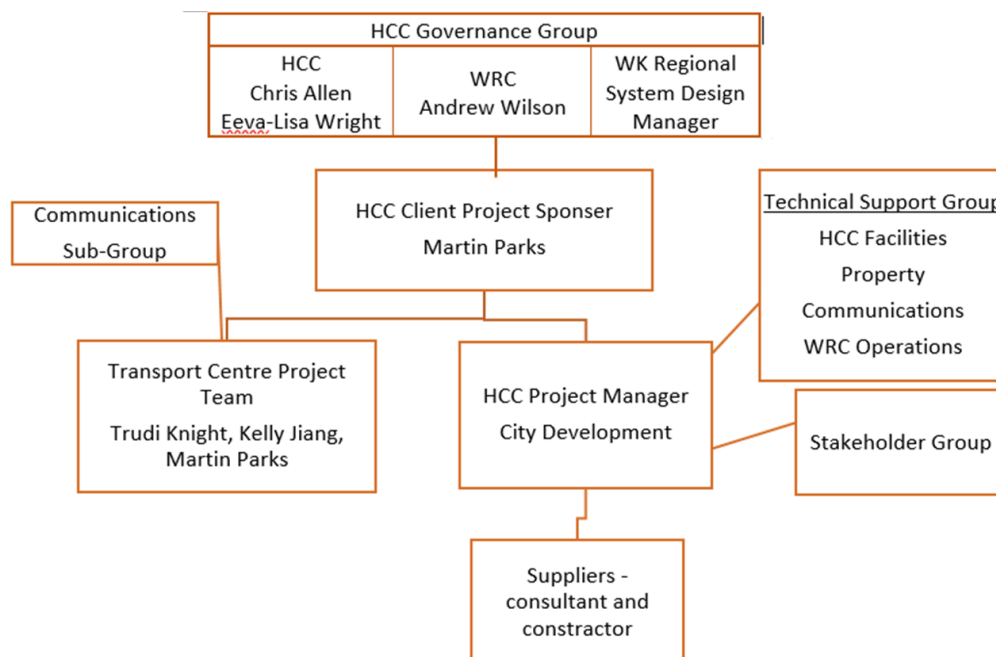 HCC Governance Group
HCC
Chris Allen
Eeva-Lisa Wright
WRC
Andrew Wilson
WK Regional
System Design
Manager
HCC Client Project Sponser
Martin Parks
Communications
Sub-Group
Technical Support Group
HCC Facilities
Property
Communications
WRC Operations
Transport Centre Project
Team
Trudi Knight, Kelly Jiang,
Martin Parks
HCC Project Manager
City Development
Stakeholder Group
Suppliers -
consultant and
constractor